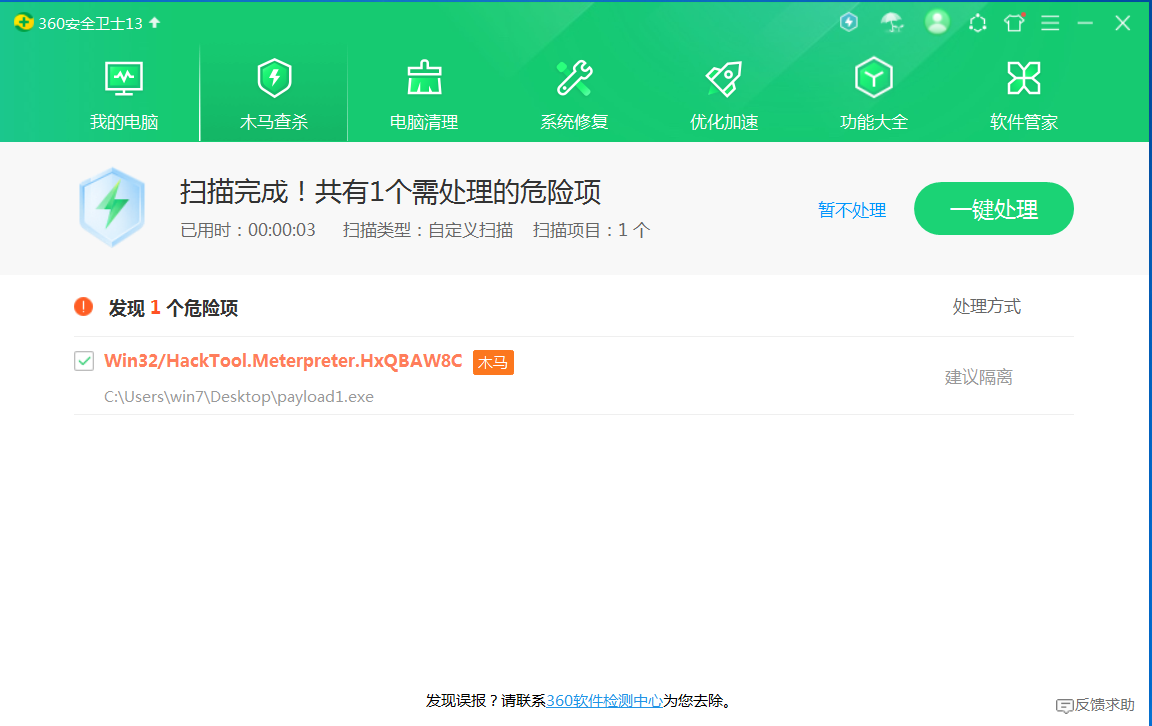 360安全卫士13
我的电脑
木马查杀
电脑清理
系统修复
优化加速
功能大全
软件管家
扫描完成！共有1个需处理的危险项
已用时：00:00:03 扫描类型：自定义扫描 扫描项目：1 个
暂不处理
一键处理
发现 1 个危险项
处理方式
Win32/HackTool.Meterpreter.HxQBAW8C 木马
C:\Users\win7\Desktop\payload1.exe
建议隔离
发现误报？请联系360软件检测中心为您去除。
反馈求助